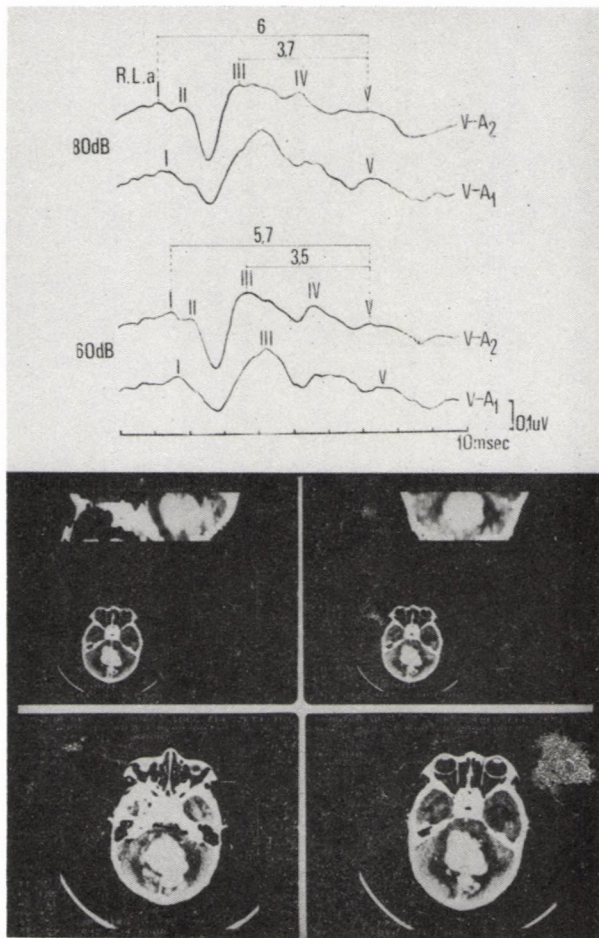 6
3,7
R.L.a I II III IV V
V-A2
80dB
I V
V-A1
5,7
3,5
I II III IV V
V-A2
60dB
I III V
V-A1
0,1uV
10msec